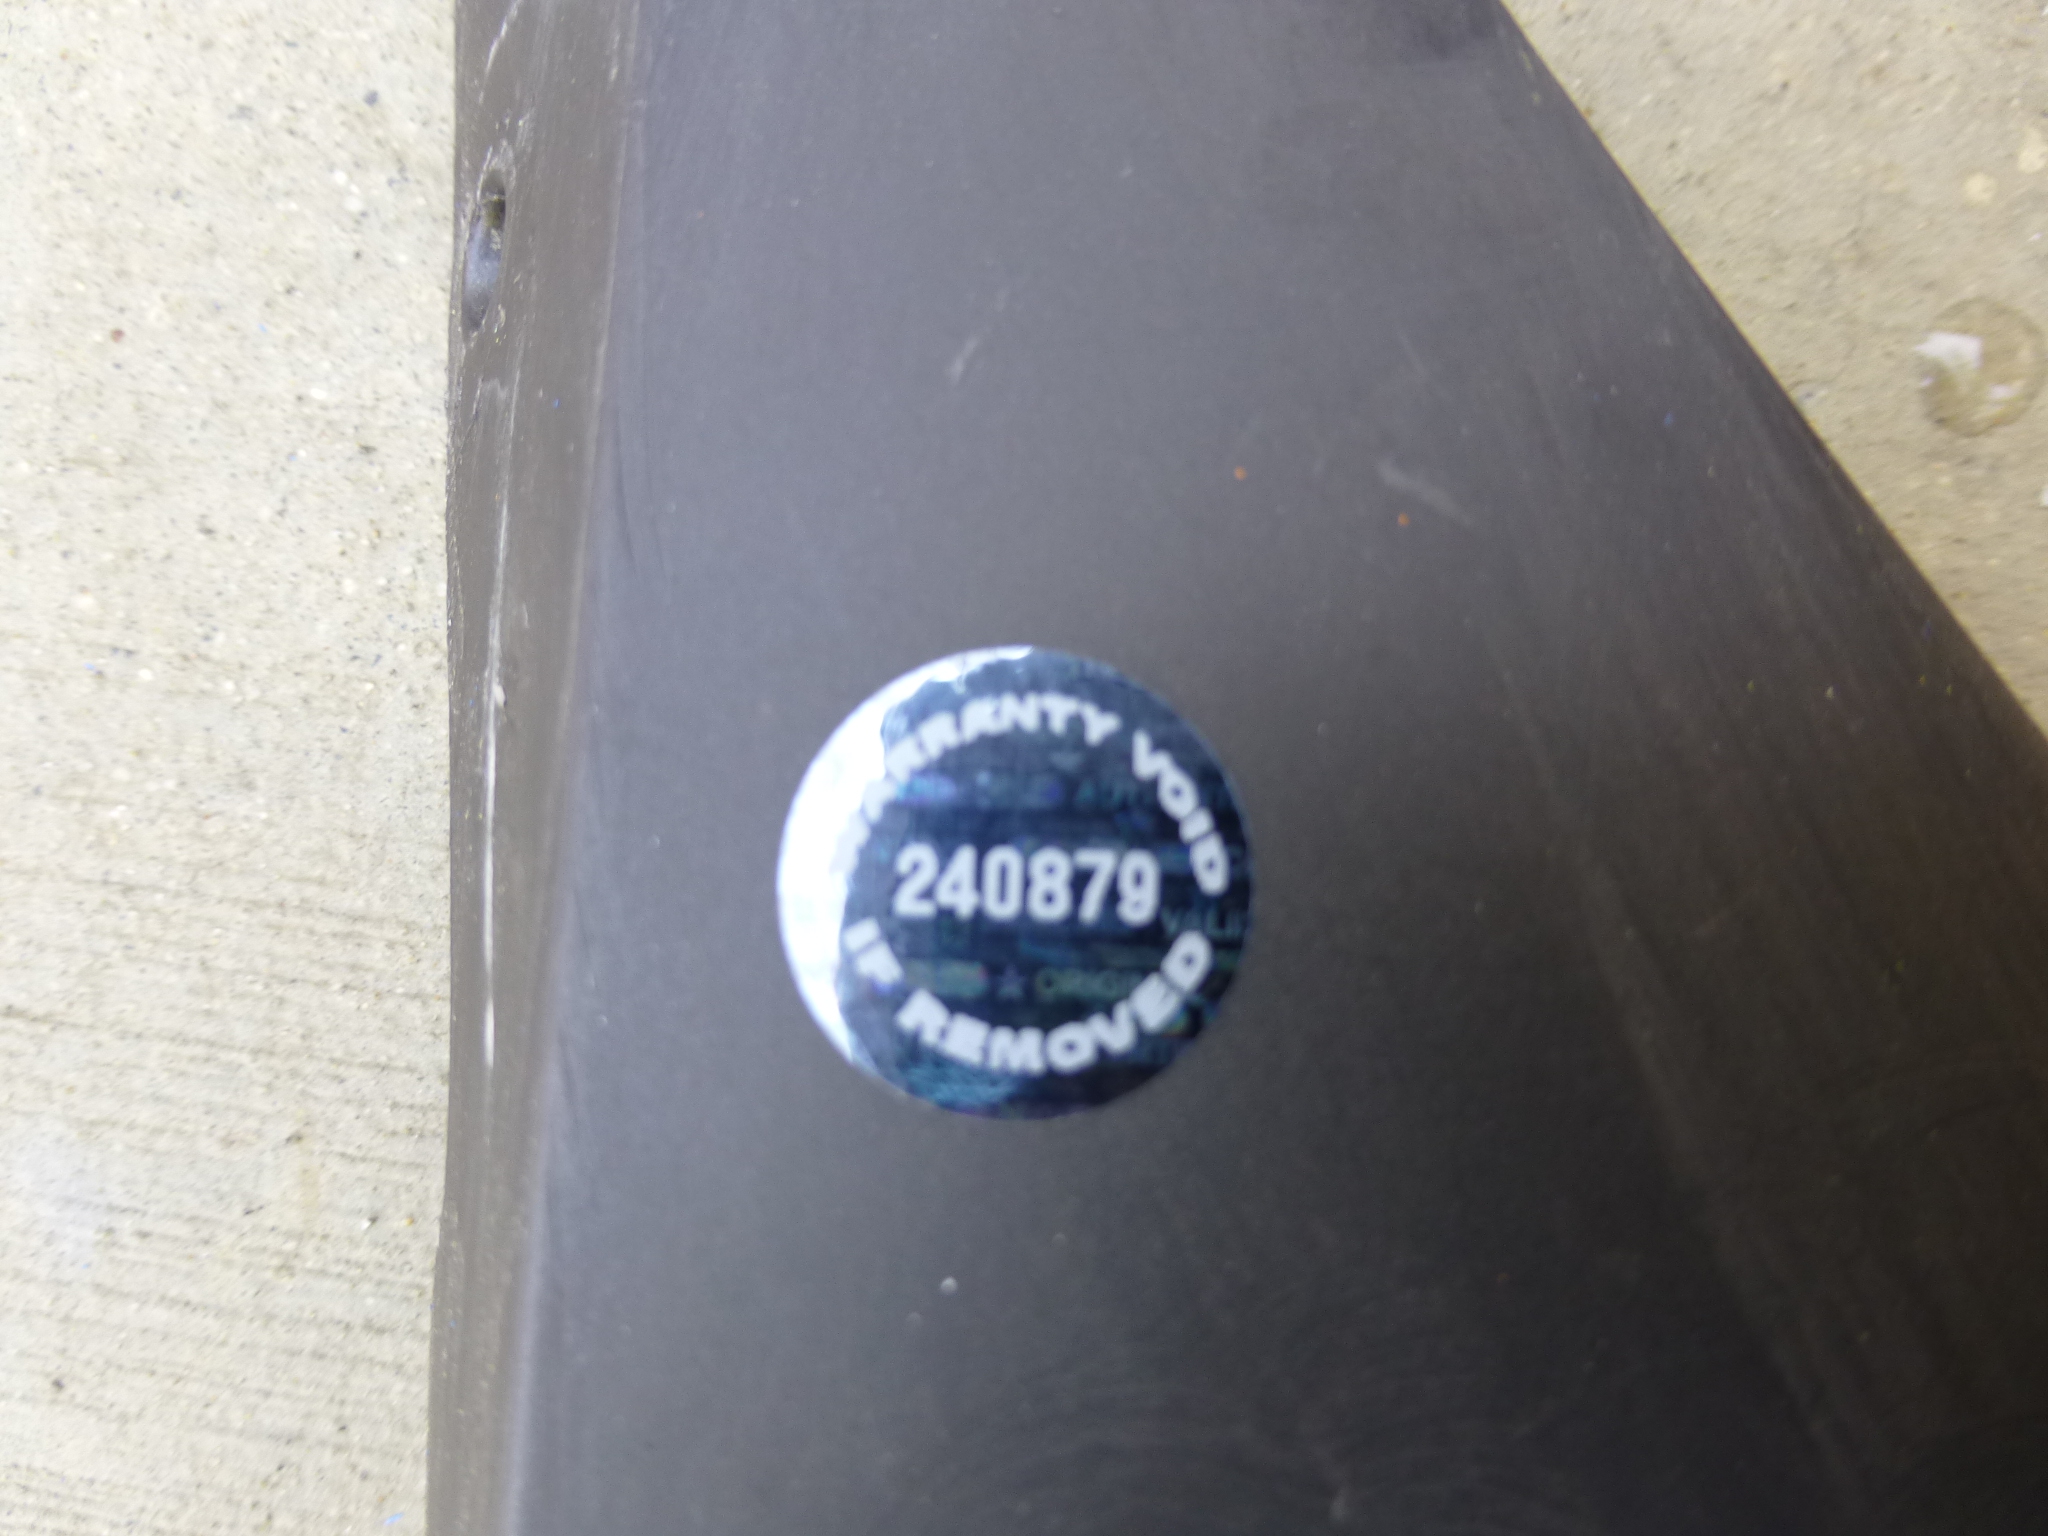 WARRANTY VOID
240879
IF REMOVED